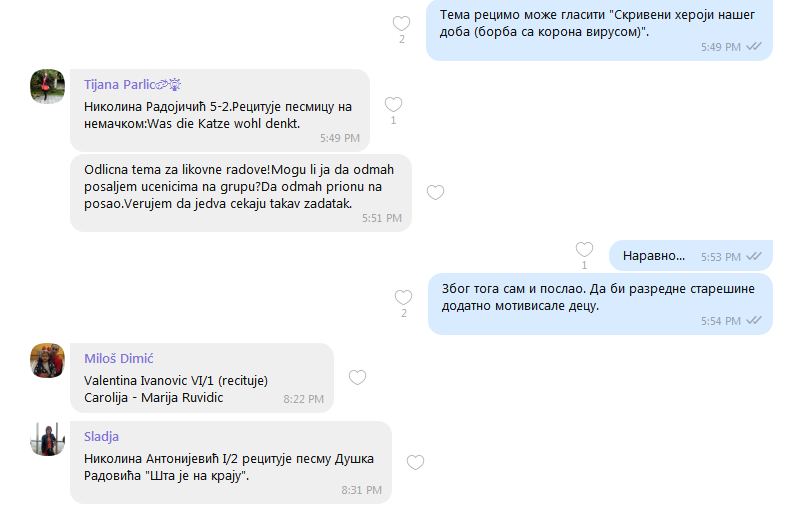 Тема рецимо може гласити "Скривени хероји нашег
доба (борба са корона вирусом)".
2
5:49 PM
Tijana Parlic
Николина Радојичић 5-2.Рецитује песмицу на
немачком:Was die Katze wohl denkt.
5:49 PM
1
Odlicna tema za likovne radove!Mogu li ja da odmah
posaljem ucenicima na grupu?Da odmah prionu na
posao.Verujem da jedva cekaju takav zadatak.
5:51 PM
Наравно...
5:53 PM
1
Због тога сам и послао. Да би разредне старешине
додатно мотивисале децу.
2
5:54 PM
Miloš Dimić
Valentina Ivanovic VI/1 (recituje)
Carolija - Marija Ruvidic
8:22 PM
Sladja
Николина Антонијевић I/2 рецитује песму Душка
Радовића "Шта је на крају".
8:31 PM